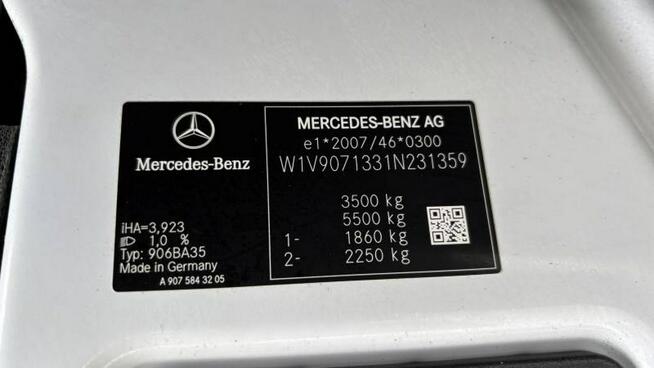 Mercedes-Benz
iHA=3,923
1,0 %
Typ: 906BA35
Made in Germany
A 907 584 32 05
MERCEDES-BENZ AG
e1*2007/46*0300
W1V9071331N231359
3500 kg
5500 kg
1- 1860 kg
2- 2250 kg